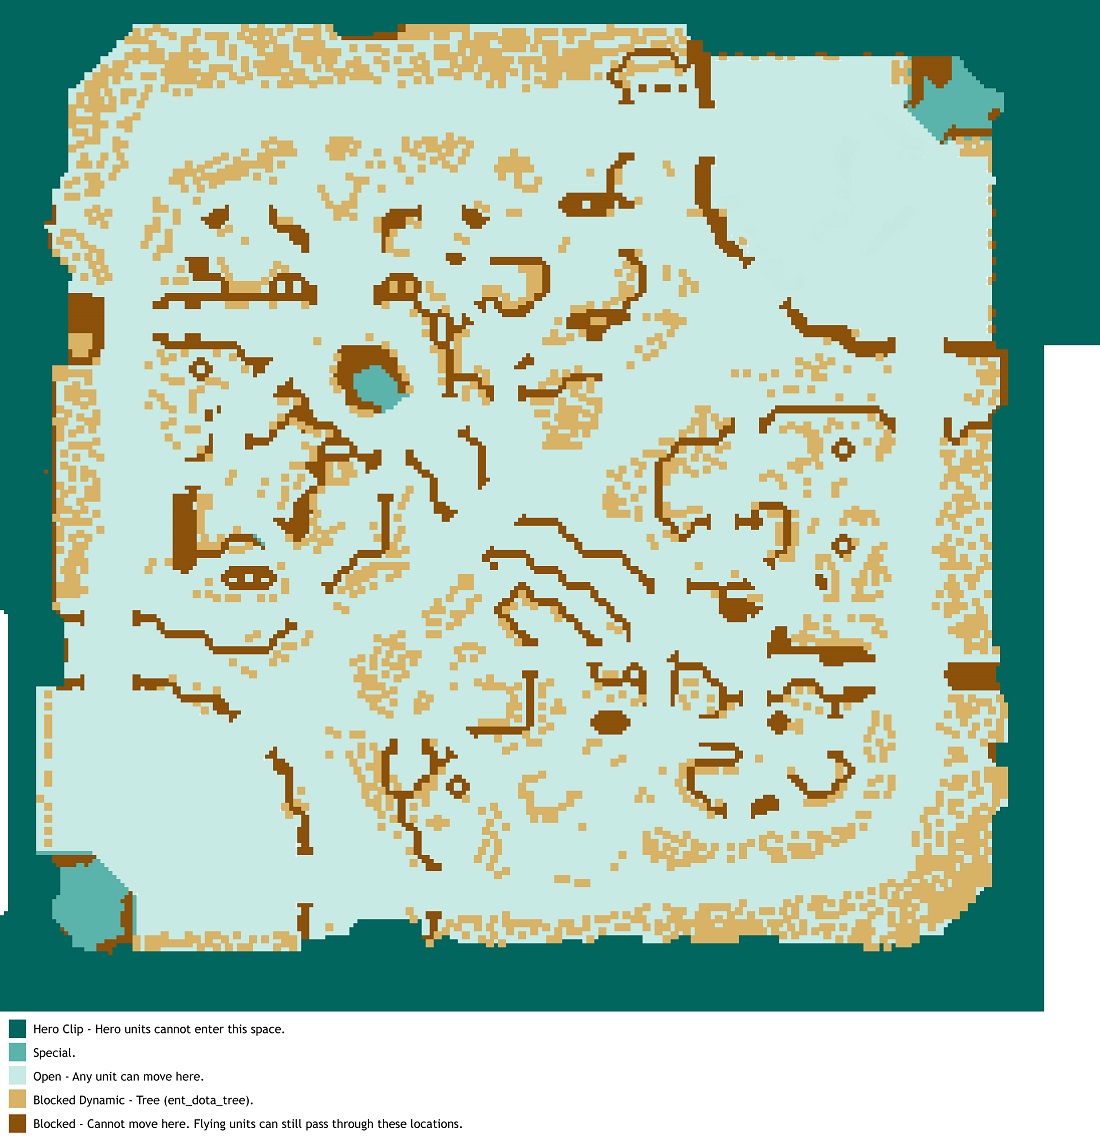 Hero Clip - Hero units cannot enter this space.
Special.
Open - Any unit can move here.
Blocked Dynamic - Tree (ent_dota_tree).
Blocked - Cannot move here. Flying units can still pass through these locations.